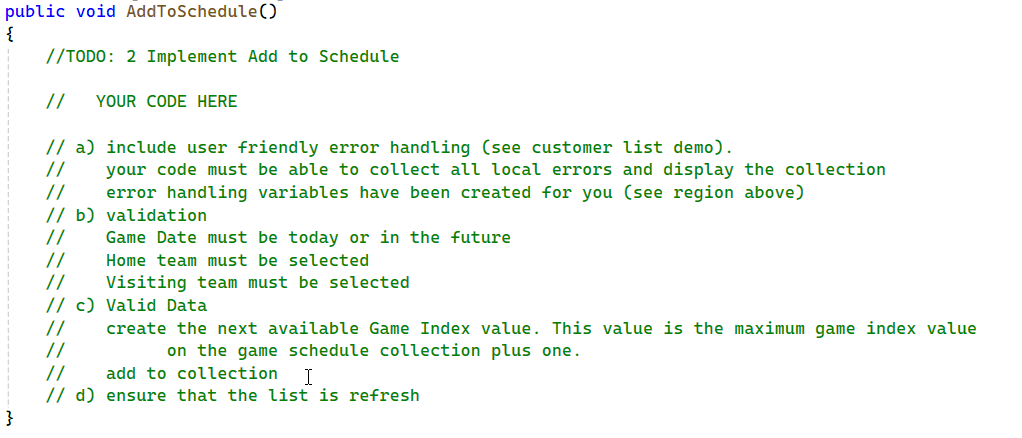 public void AddToSchedule()
{
//TODO: 2 Implement Add to Schedule
//   YOUR CODE HERE
// a) include user friendly error handling (see customer list demo).
//    your code must be able to collect all local errors and display the collection
//    error handling variables have been created for you (see region above)
// b) validation
//    Game Date must be today or in the future
//    Home team must be selected
//    Visiting team must be selected
// c) Valid Data
//    create the next available Game Index value. This value is the maximum game index value
//          on the game schedule collection plus one.
//    add to collection
// d) ensure that the list is refresh
}